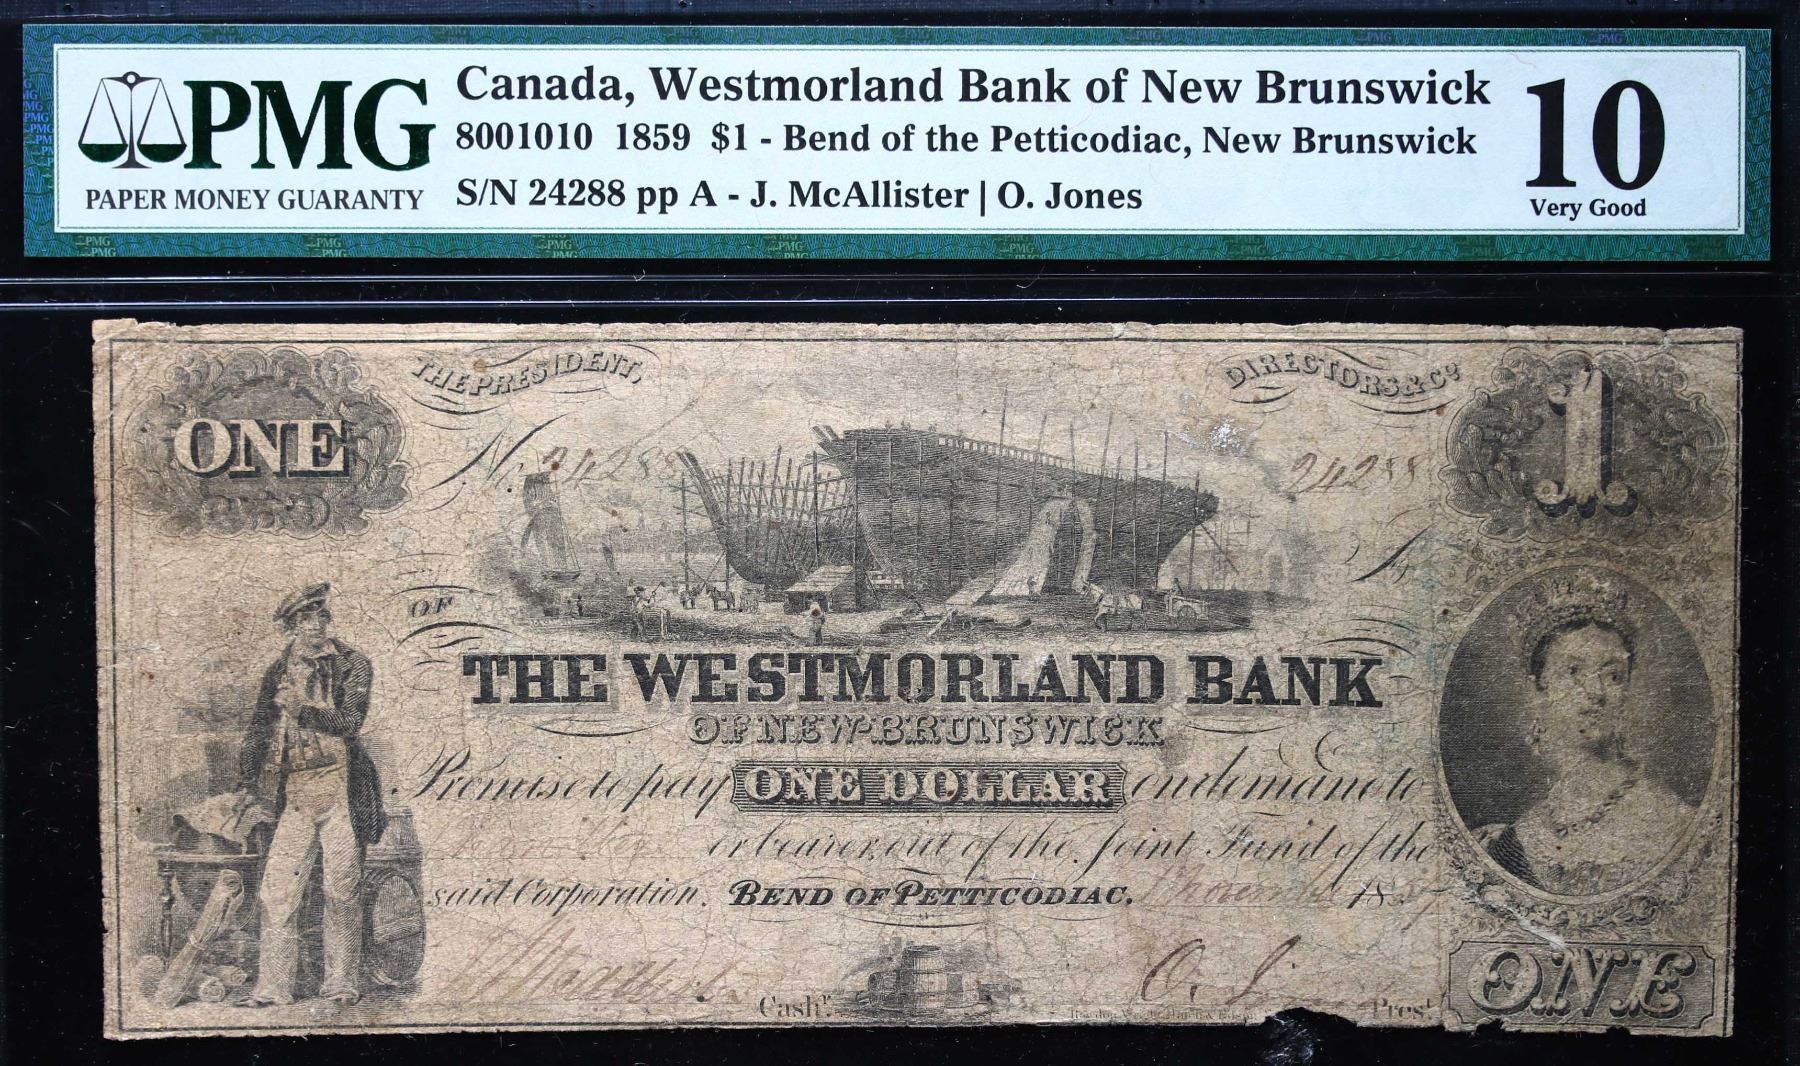 PMG
PAPER MONEY GUARANTY
Canada, Westmorland Bank of New Brunswick
8001010 1859 $1 - Bend of the Petticodiac, New Brunswick
S/N 24288 pp A - J. McAllister | O. Jones
10
Very Good
THE PRESIDENT,
DIRECTORS & Co
ONE
No. 24288
24288
1
A
OF
THE WESTMORLAND BANK
OF NEW-BRUNSWICK
Promise to pay ONE DOLLAR on demand to
or bearer, out of the Joint Fund of the
said Corporation. BEND OF PETTICODIAC. 18
O. J
Cashr.
Prest
ONE